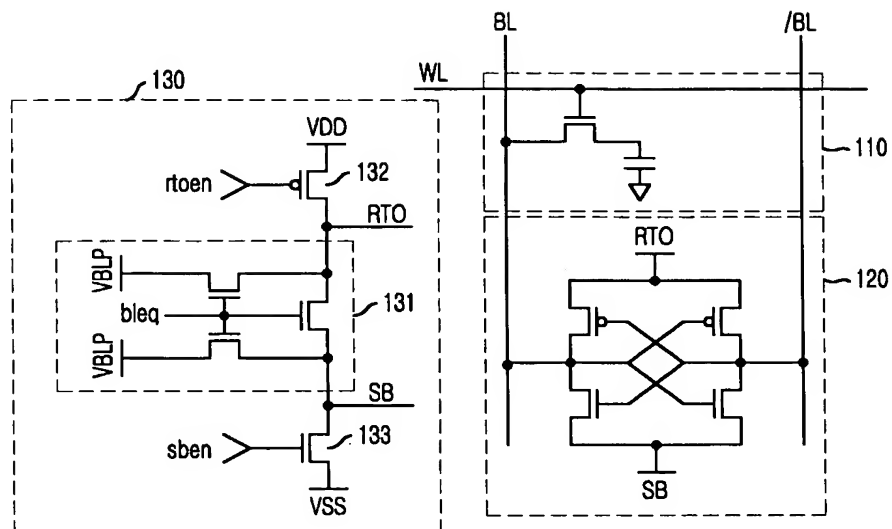 BL
/BL
WL
130
VDD
110
rtoen
132
RTO
RTO
120
VBLP
131
bleq
VBLP
SB
133
sben
SB
VSS